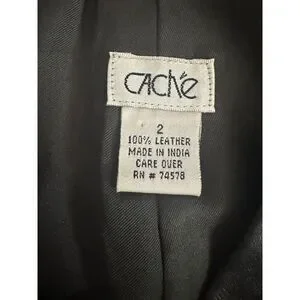 CACHé
2
100% LEATHER
MADE IN INDIA
CARE OVER
RN # 74578